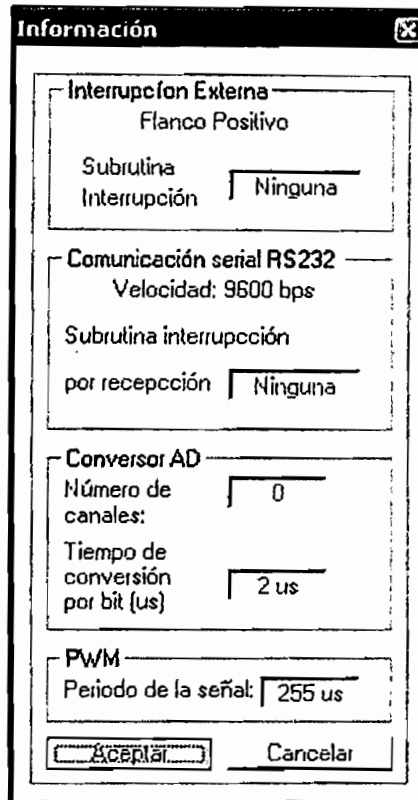 Información
Interrupcíon Externa
Flanco Positivo
Subrutina
Interrupción
Ninguna
Comunicación serial RS232
Velocidad: 9600 bps
Subrutina interrupcción
por recepcción
Ninguna
Conversor AD
Número de
canales:
0
Tiempo de
conversión
por bit (us)
2 us
PWM
Periodo de la señal:
255 us
Aceptar
Cancelar